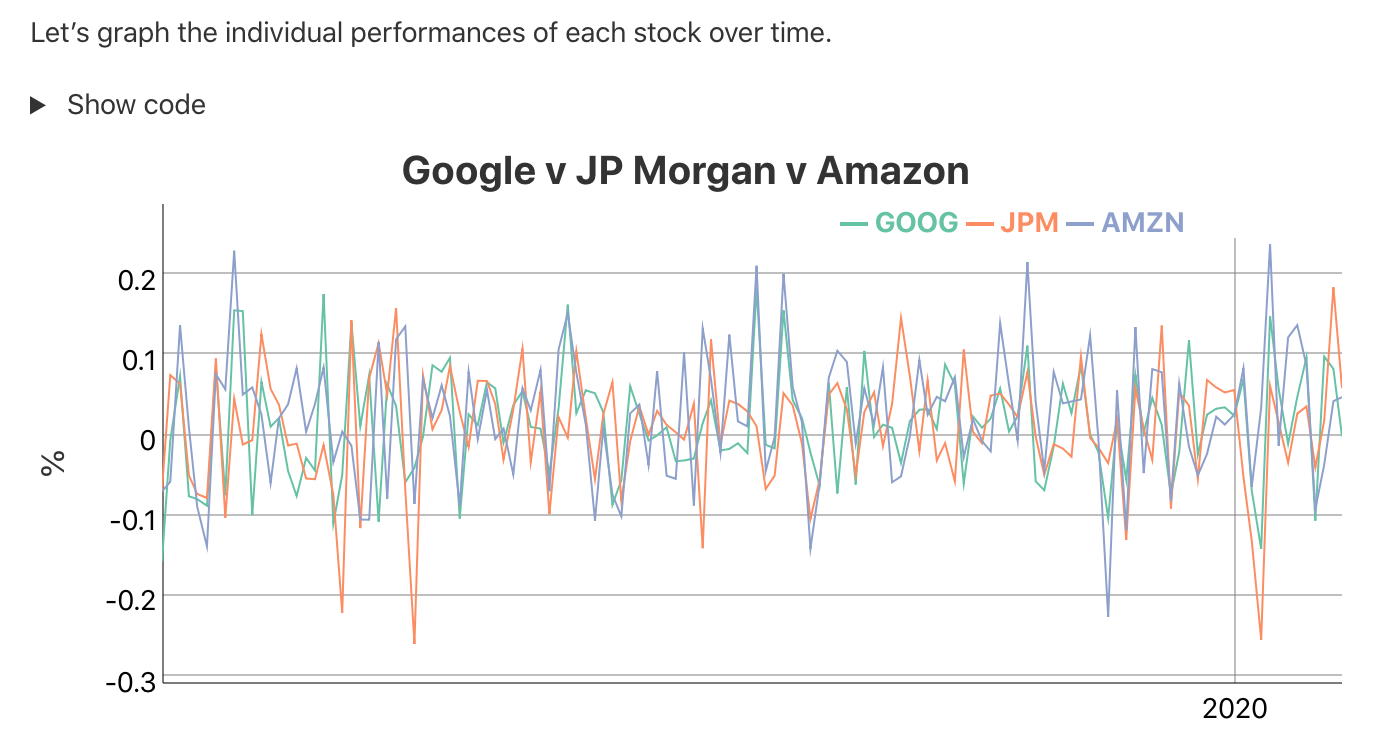 Let's graph the individual performances of each stock over time.
Show code
Google v JP Morgan v Amazon
GOOG JPM AMZN
0.2
0.1
0
%
-0.1
-0.2
-0.3
2020